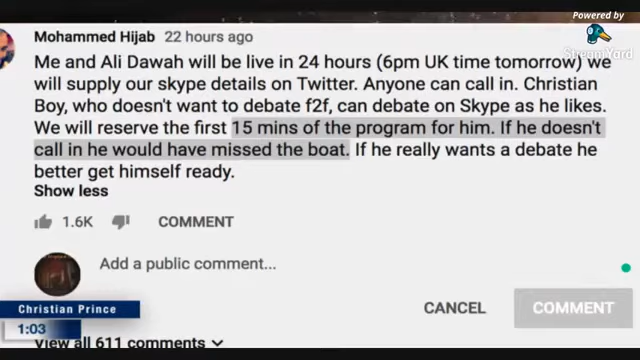 Powered by
StreamYard
Mohammed Hijab 22 hours ago
Me and Ali Dawah will be live in 24 hours (6pm UK time tomorrow) we
will supply our skype details on Twitter. Anyone can call in. Christian
Boy, who doesn't want to debate f2f, can debate on Skype as he likes.
We will reserve the first 15 mins of the program for him. If he doesn't
call in he would have missed the boat. If he really wants a debate he
better get himself ready.
Show less
1.6K COMMENT
Add a public comment...
CANCEL COMMENT
Christian Prince
1:03
View all 611 comments